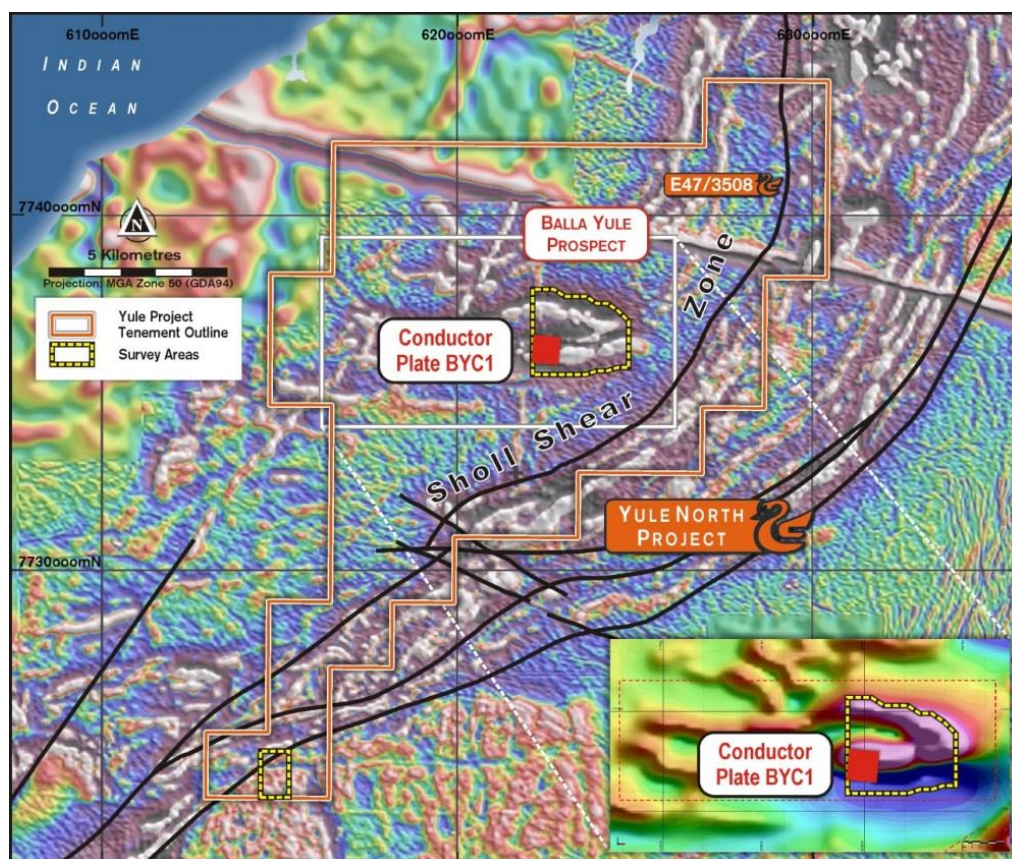 610000mE
620000mE
630000mE
INDIAN
OCEAN
E47/3508
7740000mN
N
BALLA YULE
PROSPECT
5 Kilometres
Projection: MGA Zone 50 (GDA94)
Yule Project
Tenement Outline
Survey Areas
Conductor
Plate BYC1
Sholl Shear Zone
YULE NORTH
PROJECT
7730000mN
Conductor
Plate BYC1